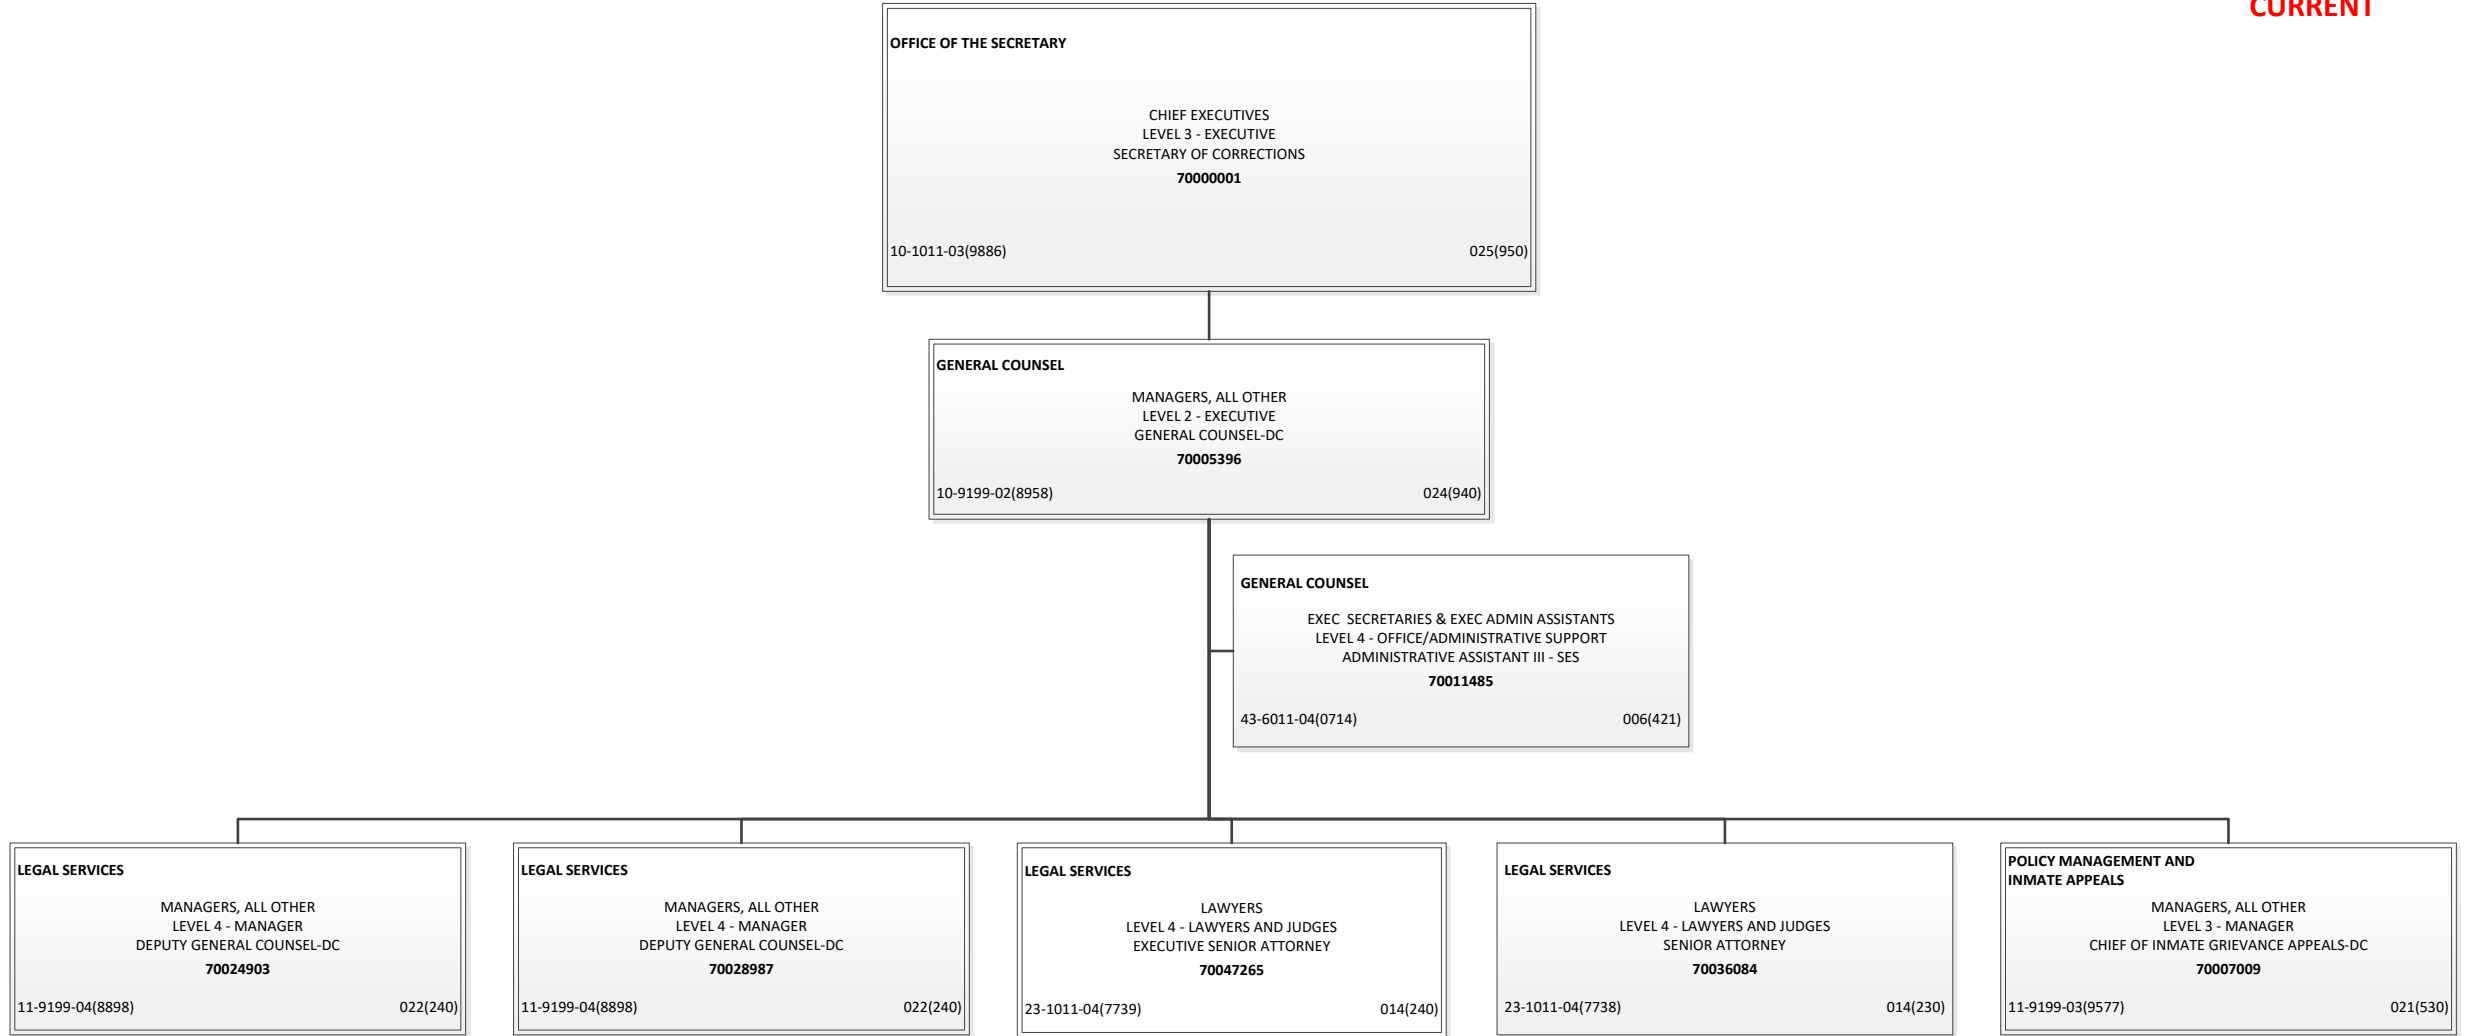 CURRENT
OFFICE OF THE SECRETARY
CHIEF EXECUTIVES
LEVEL 3 - EXECUTIVE
SECRETARY OF CORRECTIONS
70000001
10-1011-03(9886) 025(950)
GENERAL COUNSEL
MANAGERS, ALL OTHER
LEVEL 2 - EXECUTIVE
GENERAL COUNSEL-DC
70005396
10-9199-02(8958) 024(940)
GENERAL COUNSEL
EXEC  SECRETARIES & EXEC ADMIN ASSISTANTS
LEVEL 4 - OFFICE/ADMINISTRATIVE SUPPORT
ADMINISTRATIVE ASSISTANT III - SES
70011485
43-6011-04(0714) 006(421)
LEGAL SERVICES
MANAGERS, ALL OTHER
LEVEL 4 - MANAGER
DEPUTY GENERAL COUNSEL-DC
70024903
11-9199-04(8898) 022(240)
LEGAL SERVICES
MANAGERS, ALL OTHER
LEVEL 4 - MANAGER
DEPUTY GENERAL COUNSEL-DC
70028987
11-9199-04(8898) 022(240)
LEGAL SERVICES
LAWYERS
LEVEL 4 - LAWYERS AND JUDGES
EXECUTIVE SENIOR ATTORNEY
70047265
23-1011-04(7739) 014(240)
LEGAL SERVICES
LAWYERS
LEVEL 4 - LAWYERS AND JUDGES
SENIOR ATTORNEY
70036084
23-1011-04(7738) 014(230)
POLICY MANAGEMENT AND
INMATE APPEALS
MANAGERS, ALL OTHER
LEVEL 3 - MANAGER
CHIEF OF INMATE GRIEVANCE APPEALS-DC
70007009
11-9199-03(9577) 021(530)